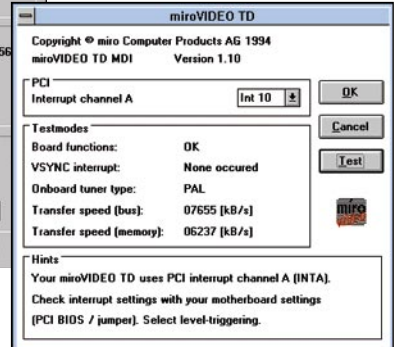 miroVIDEO TD
Copyright © miro Computer Products AG 1994
miroVIDEO TD MDI Version 1.10
56
PCI
Interrupt channel A Int 10
OK
Cancel
Test
Testmodes
Board functions: OK
VSYNC interrupt: None occured
Onboard tuner type: PAL
Transfer speed (bus): 07655 [kB/s]
Transfer speed (memory): 06237 [kB/s]
miro
Hints
Your miroVIDEO TD uses PCI interrupt channel A (INTA).
Check interrupt settings with your motherboard settings
(PCI BIOS / jumper). Select level-triggering.